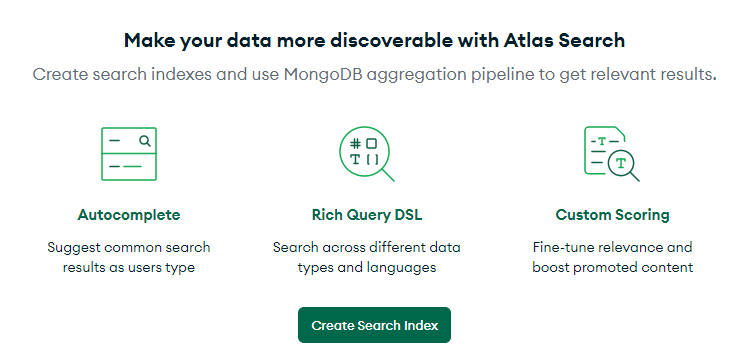 Make your data more discoverable with Atlas Search
Create search indexes and use MongoDB aggregation pipeline to get relevant results.
Autocomplete
Suggest common search
results as users type
Rich Query DSL
Search across different data
types and languages
Custom Scoring
Fine-tune relevance and
boost promoted content
Create Search Index